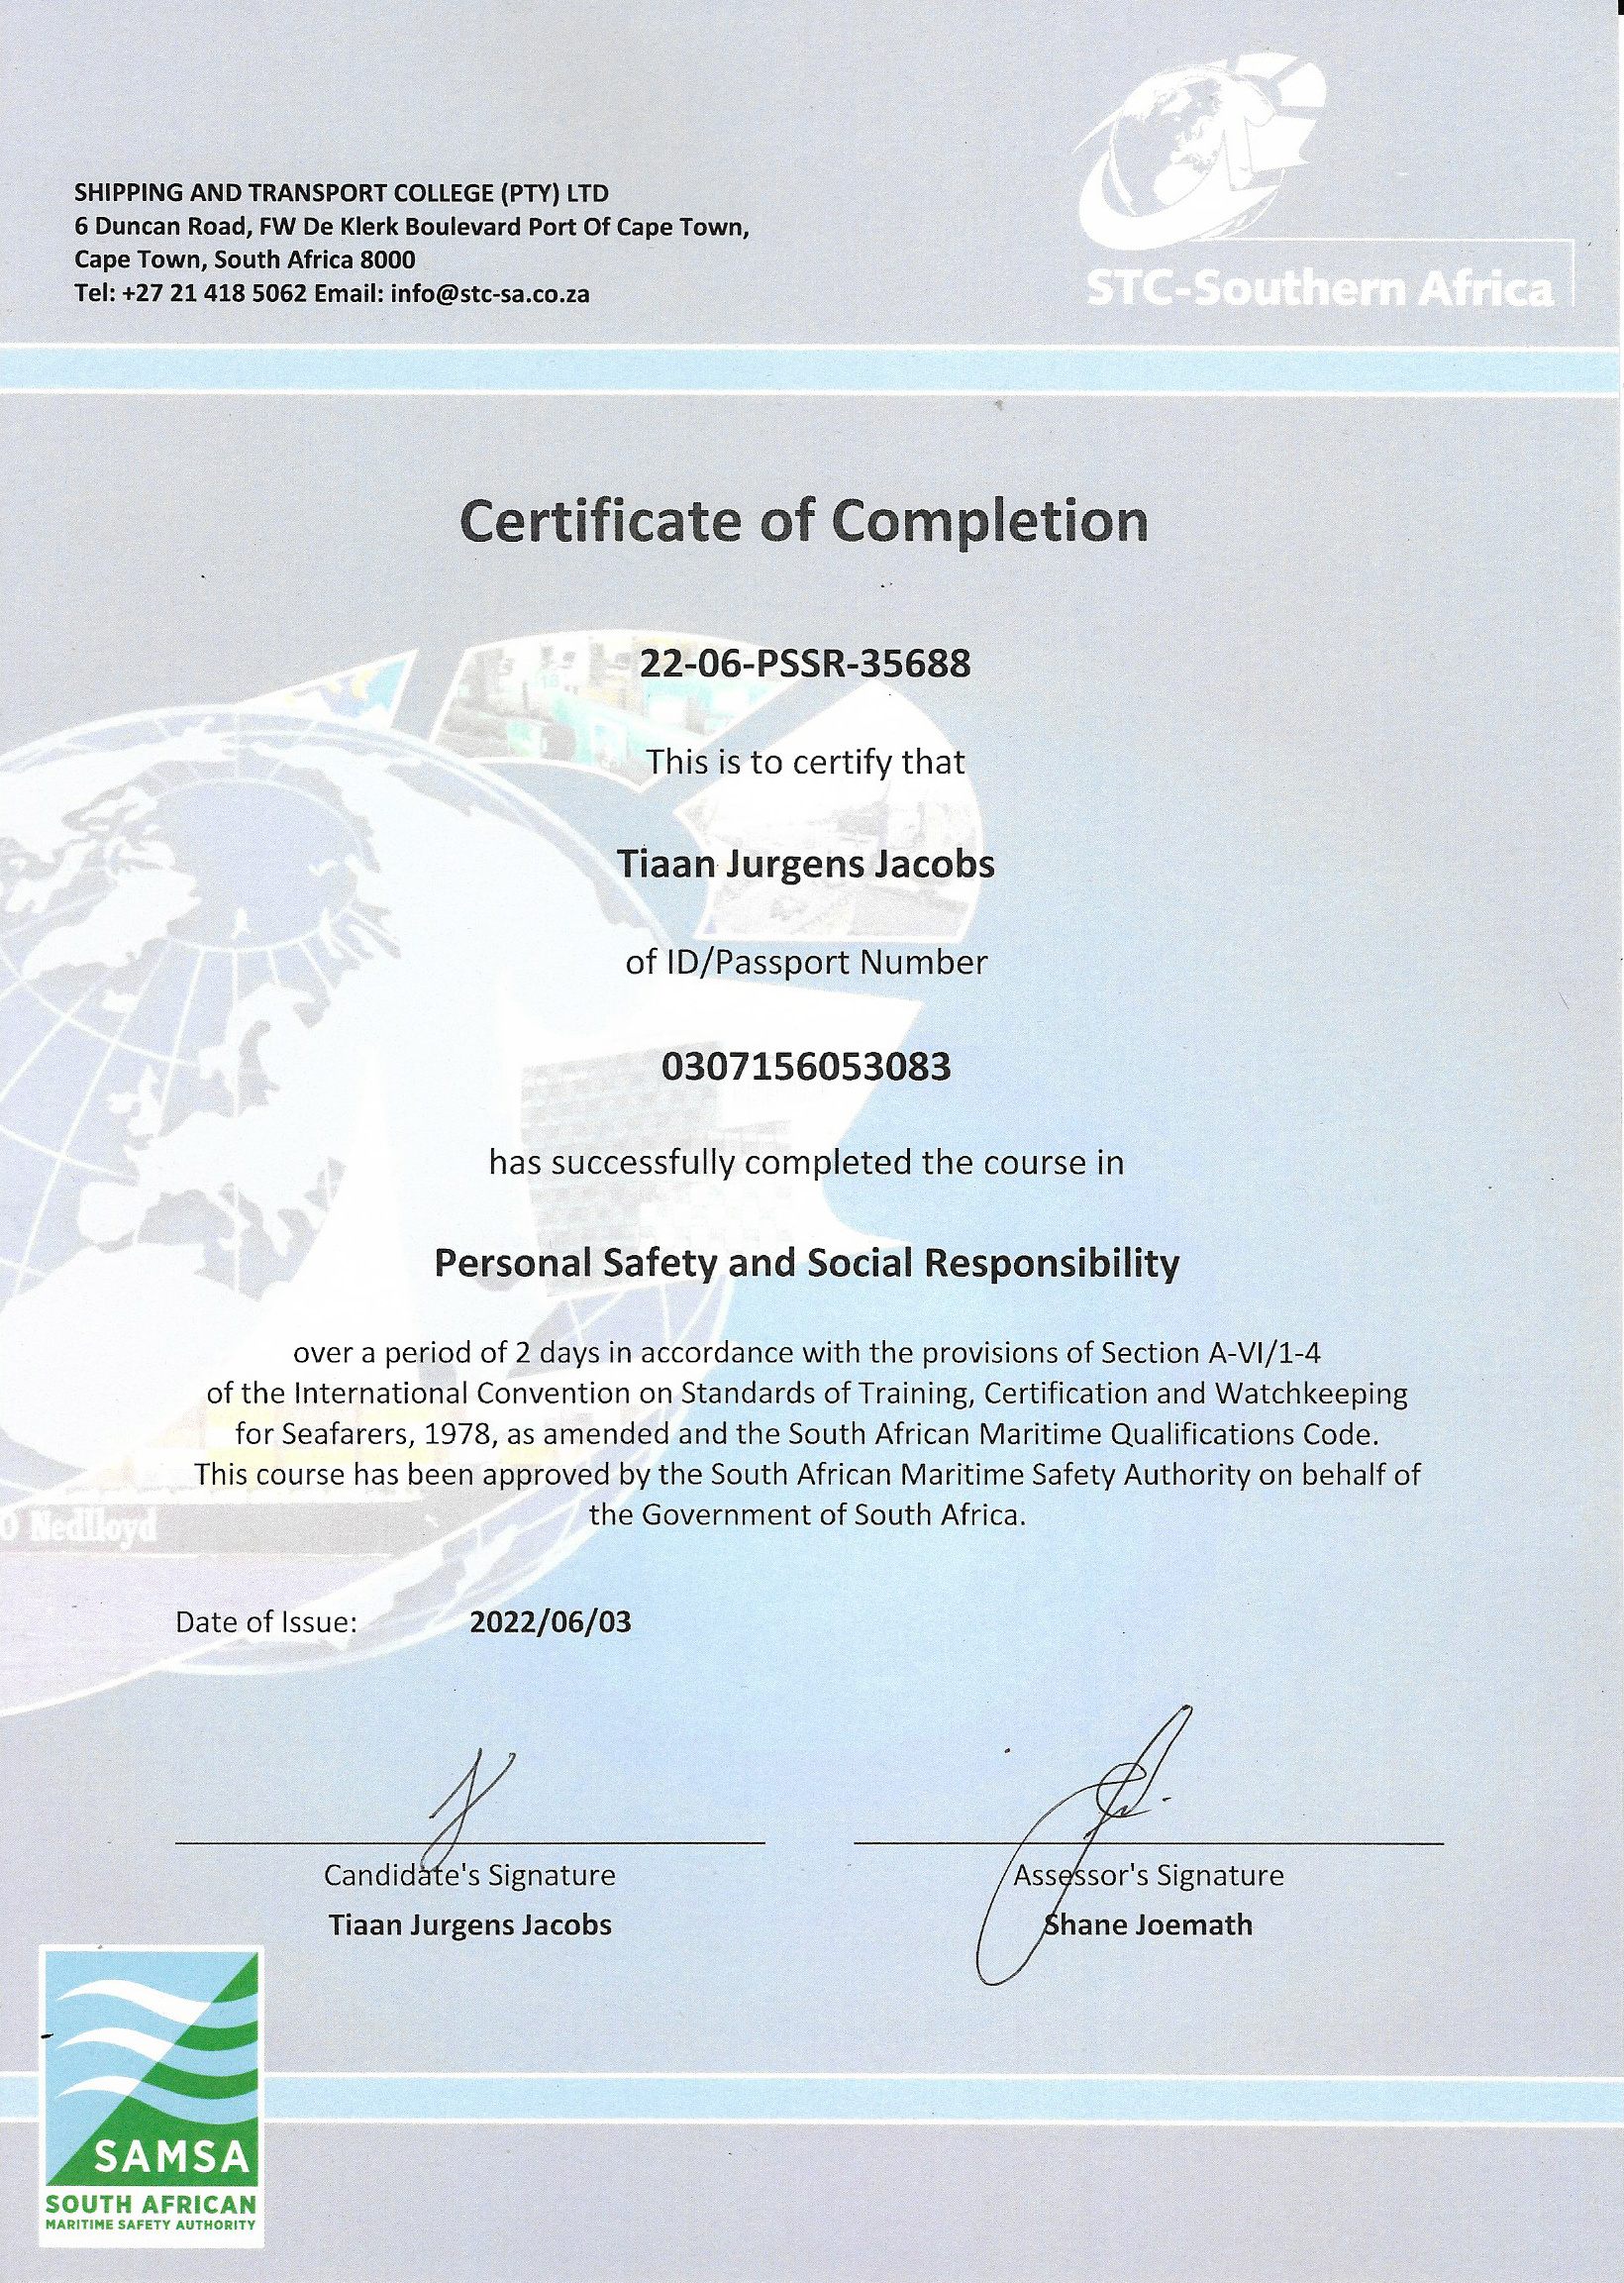 SHIPPING AND TRANSPORT COLLEGE (PTY) LTD
6 Duncan Road, FW De Klerk Boulevard Port Of Cape Town,
Cape Town, South Africa 8000
Tel: +27 21 418 5062 Email: info@stc-sa.co.za
STC-Southern Africa
Certificate of Completion
22-06-PSSR-35688
This is to certify that
Tiaan Jurgens Jacobs
of ID/Passport Number
0307156053083
has successfully completed the course in
Personal Safety and Social Responsibility
over a period of 2 days in accordance with the provisions of Section A-VI/1-4
of the International Convention on Standards of Training, Certification and Watchkeeping
for Seafarers, 1978, as amended and the South African Maritime Qualifications Code.
This course has been approved by the South African Maritime Safety Authority on behalf of
the Government of South Africa.
O Nedlloyd
Date of Issue: 2022/06/03
Candidate's Signature
Assessor's Signature
Tiaan Jurgens Jacobs
Shane Joemath
SAMSA
SOUTH AFRICAN
MARITIME SAFETY AUTHORITY